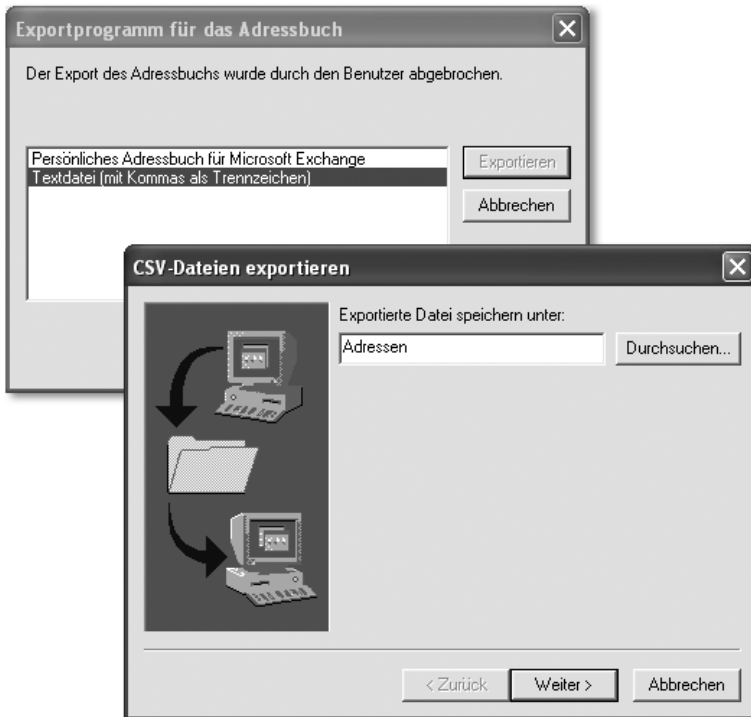 Exportprogramm für das Adressbuch
Der Export des Adressbuchs wurde durch den Benutzer abgebrochen.
Persönliches Adressbuch für Microsoft Exchange
Textdatei (mit Kommas als Trennzeichen)
Exportieren
Abbrechen
CSV-Dateien exportieren
Exportierte Datei speichern unter:
Adressen
Durchsuchen...
< Zurück
Weiter >
Abbrechen